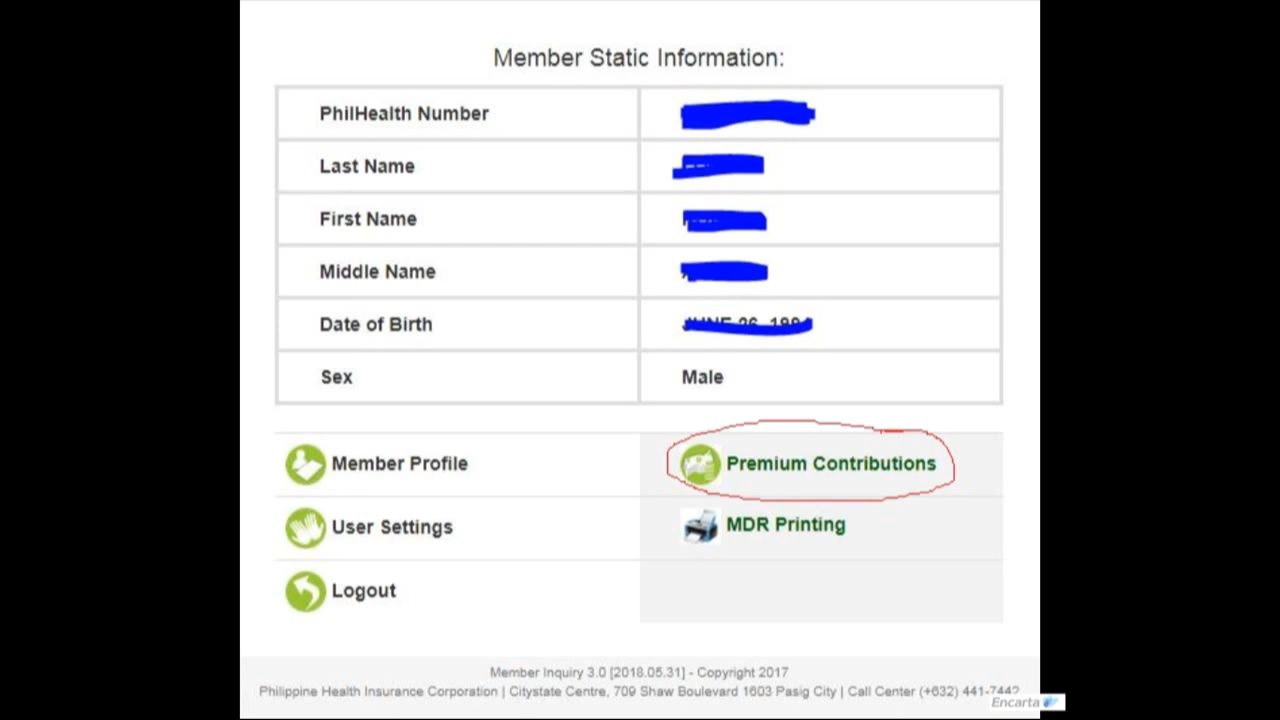 Member Static Information:
PhilHealth Number
Last Name
First Name
Middle Name
Date of Birth
Sex Male
Member Profile Premium Contributions
User Settings MDR Printing
Logout
Member Inquiry 3.0 [2018.05.31] - Copyright 2017
Philippine Health Insurance Corporation | Citystate Centre, 709 Shaw Boulevard 1603 Pasig City | Call Center (+632) 441-7442
Encarta